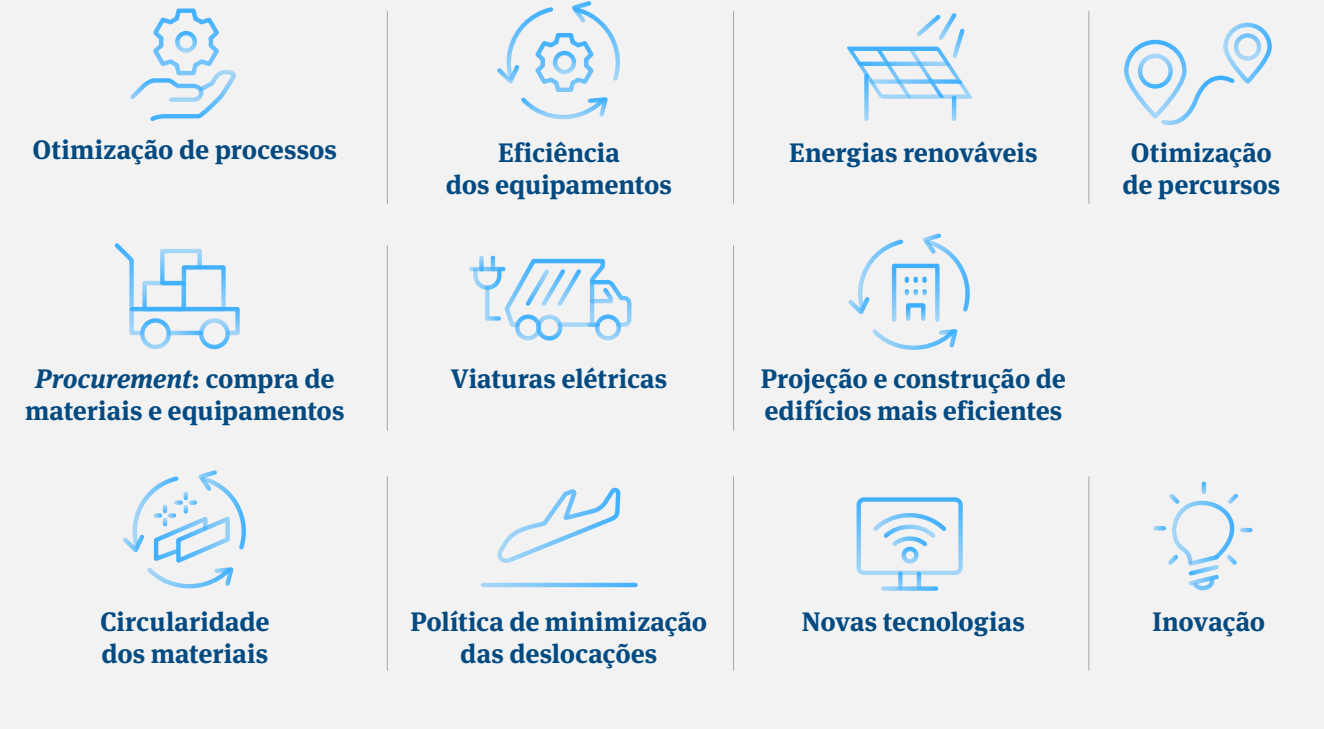 Otimização de processos
Eficiência
dos equipamentos
Energias renováveis
Otimização
de percursos
Procurement: compra de
materiais e equipamentos
Viaturas elétricas
Projeção e construção de
edifícios mais eficientes
Circularidade
dos materiais
Política de minimização
das deslocações
Novas tecnologias
Inovação